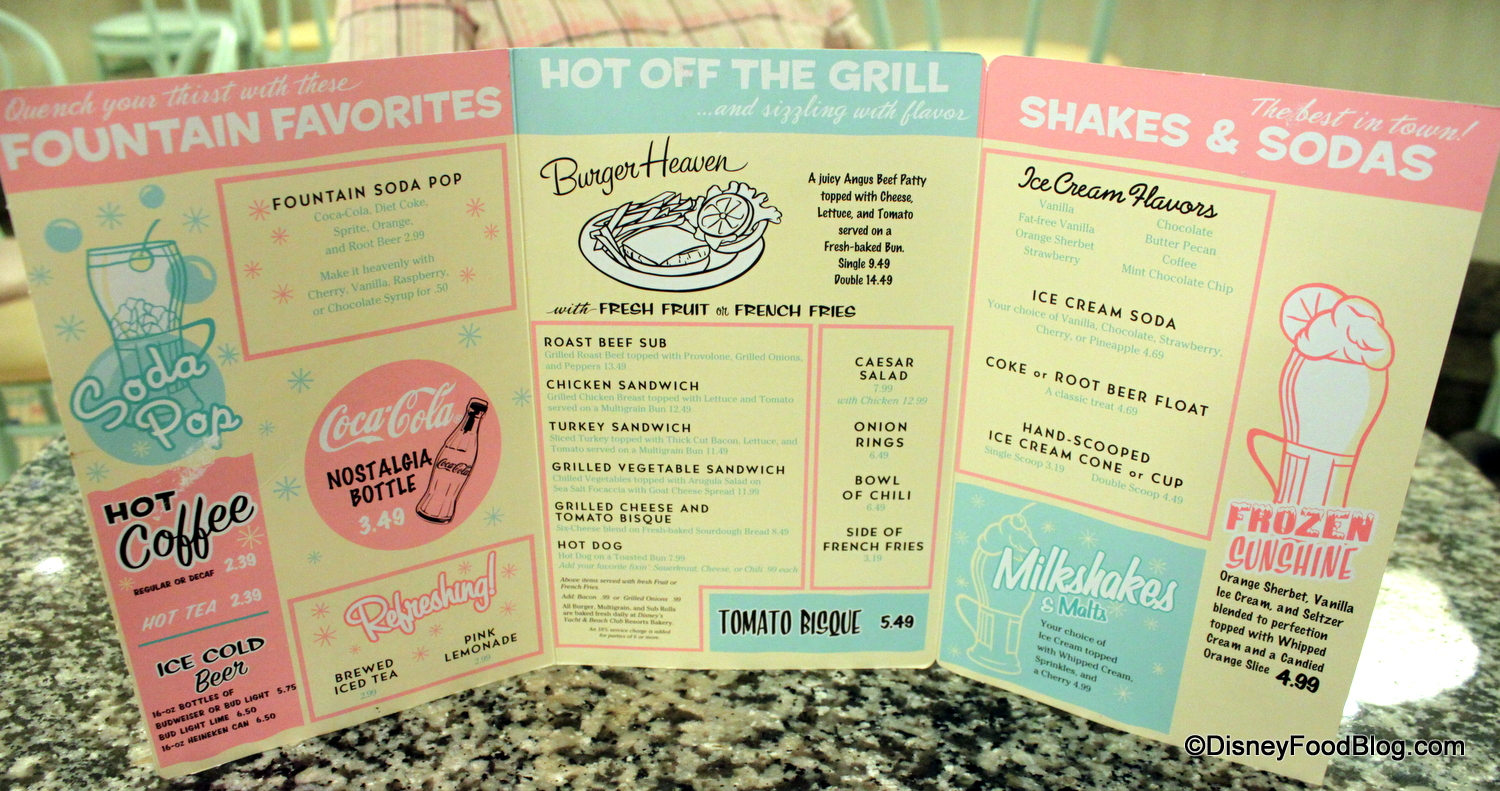 Quench your thirst with these
FOUNTAIN FAVORITES
FOUNTAIN SODA POP
Coca-Cola, Diet Coke,
Sprite, Orange,
and Root Beer 2.99
Make it heavenly with
Cherry, Vanilla, Raspberry,
or Chocolate Syrup for .50
Soda
Pop
Coca-Cola
NOSTALGIA
BOTTLE
3.49
Coca-Cola
HOT
Coffee
REGULAR OR DECAF 2.39
HOT TEA 2.39
ICE COLD
Beer
16-oz BOTTLES OF
BUDWEISER OR BUD LIGHT 5.75
BUD LIGHT LIME 6.50
16-oz HEINEKEN CAN 6.50
Refreshing!
BREWED
ICED TEA
2.99
PINK
LEMONADE
2.99
HOT OFF THE GRILL
...and sizzling with flavor
Burger Heaven
A juicy Angus Beef Patty
topped with Cheese,
Lettuce, and Tomato
served on a
Fresh-baked Bun.
Single 9.49
Double 14.49
with FRESH FRUIT or FRENCH FRIES
ROAST BEEF SUB
Grilled Roast Beef topped with Provolone, Grilled Onions,
and Peppers 13.49
CHICKEN SANDWICH
Grilled Chicken Breast topped with Lettuce and Tomato
served on a Multigrain Bun 12.49
TURKEY SANDWICH
Sliced Turkey topped with Thick Cut Bacon, Lettuce, and
Tomato served on a Multigrain Bun 11.49
GRILLED VEGETABLE SANDWICH
Chilled Vegetables topped with Arugula Salad on
Sea Salt Focaccia with Goat Cheese Spread 11.99
GRILLED CHEESE AND
TOMATO BISQUE
Six-Cheese blend on Fresh-baked Sourdough Bread 8.49
HOT DOG
Hot Dog on a Toasted Bun 7.99
Add your favorite fixin': Sauerkraut, Cheese, or Chili .99 each
Above items served with fresh Fruit or
French Fries
Add: Bacon .99 or Grilled Onions .99
All Burger, Multigrain, and Sub Rolls
are baked fresh daily at Disney's
Yacht & Beach Club Resorts Bakery.
An 18% service charge is added
for parties of 6 or more.
CAESAR
SALAD
7.99
with Chicken 12.99
ONION
RINGS
6.49
BOWL
OF CHILI
6.49
SIDE OF
FRENCH FRIES
3.19
TOMATO BISQUE 5.49
The best in town!
SHAKES & SODAS
Ice Cream Flavors
Vanilla
Fat-free Vanilla
Orange Sherbet
Strawberry
Chocolate
Butter Pecan
Coffee
Mint Chocolate Chip
ICE CREAM SODA
Your choice of Vanilla, Chocolate, Strawberry,
Cherry, or Pineapple 4.69
COKE or ROOT BEER FLOAT
A classic treat 4.69
HAND-SCOOPED
ICE CREAM CONE or CUP
Single Scoop 3.19
Double Scoop 4.49
Milkshakes
& Malts
Your choice of
Ice Cream topped
with Whipped Cream,
Sprinkles, and
a Cherry 4.99
FROZEN
SUNSHINE
Orange Sherbet, Vanilla
Ice Cream, and Seltzer
blended to perfection
topped with Whipped
Cream and a Candied
Orange Slice 4.99
©DisneyFoodBlog.com